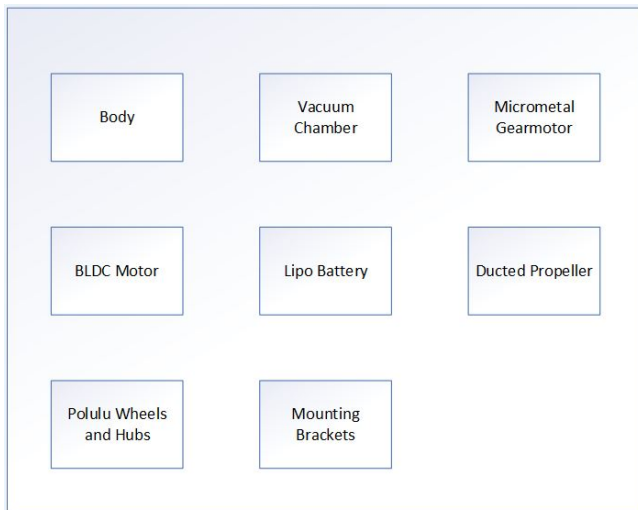 Body
Vacuum
Chamber
Micrometal
Gearmotor
BLDC Motor
Lipo Battery
Ducted Propeller
Polulu Wheels
and Hubs
Mounting
Brackets